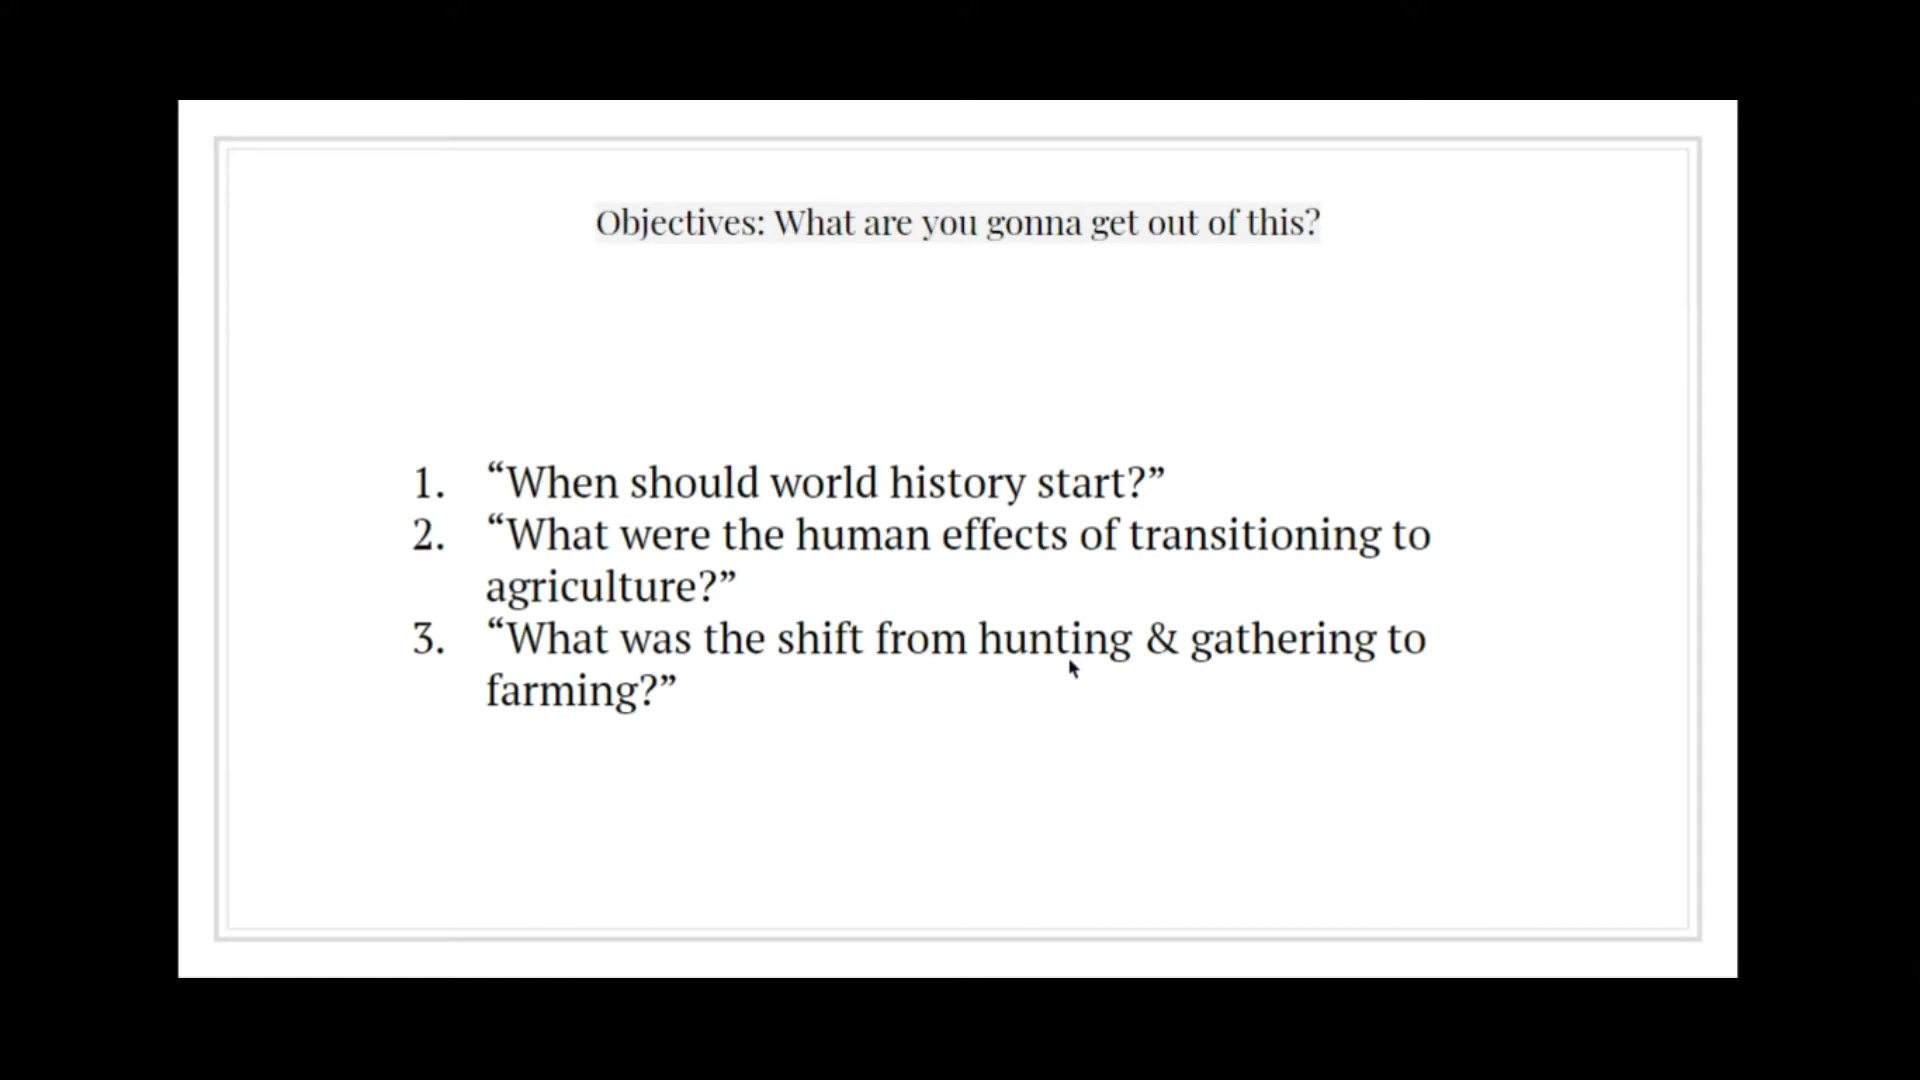 Objectives: What are you gonna get out of this?
1. “When should world history start?”
2. “What were the human effects of transitioning to
agriculture?”
3. “What was the shift from hunting & gathering to
farming?”